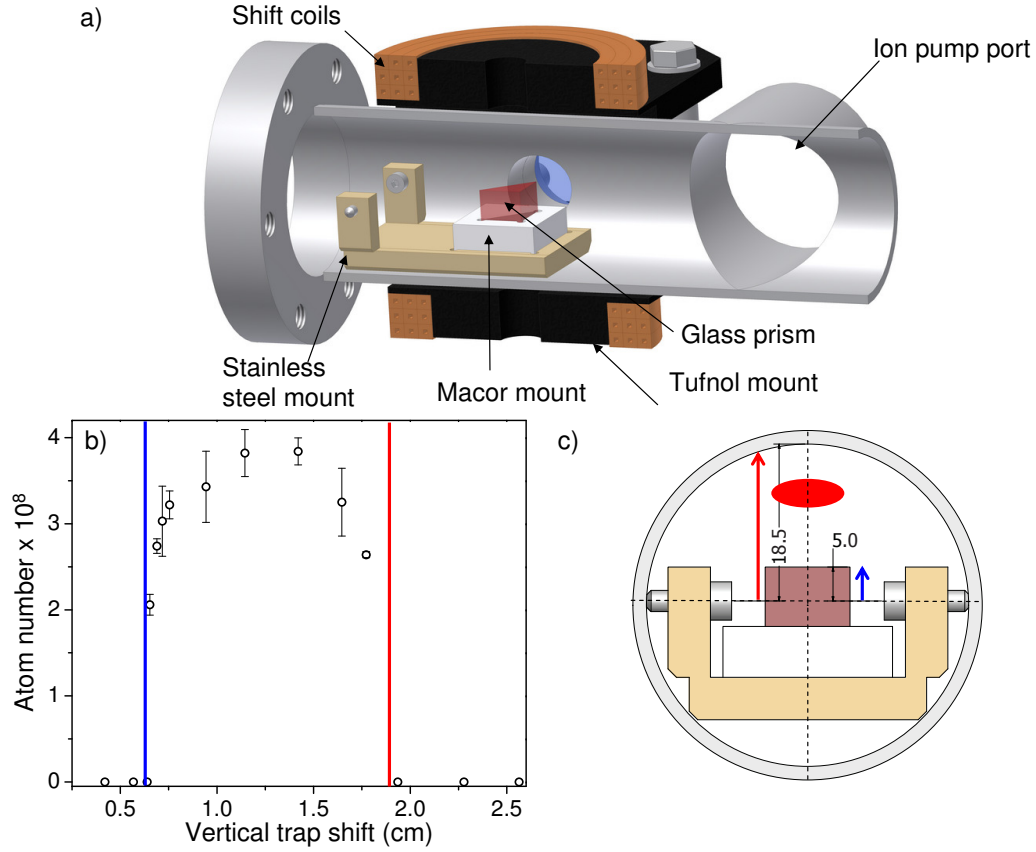 a)
Shift coils
Ion pump port
Stainless
steel mount
Macor mount
Glass prism
Tufnol mount
b)
Atom number x 10⁸
4
3
2
1
0
0.5
1.0
1.5
2.0
2.5
Vertical trap shift (cm)
c)
18.5
5.0